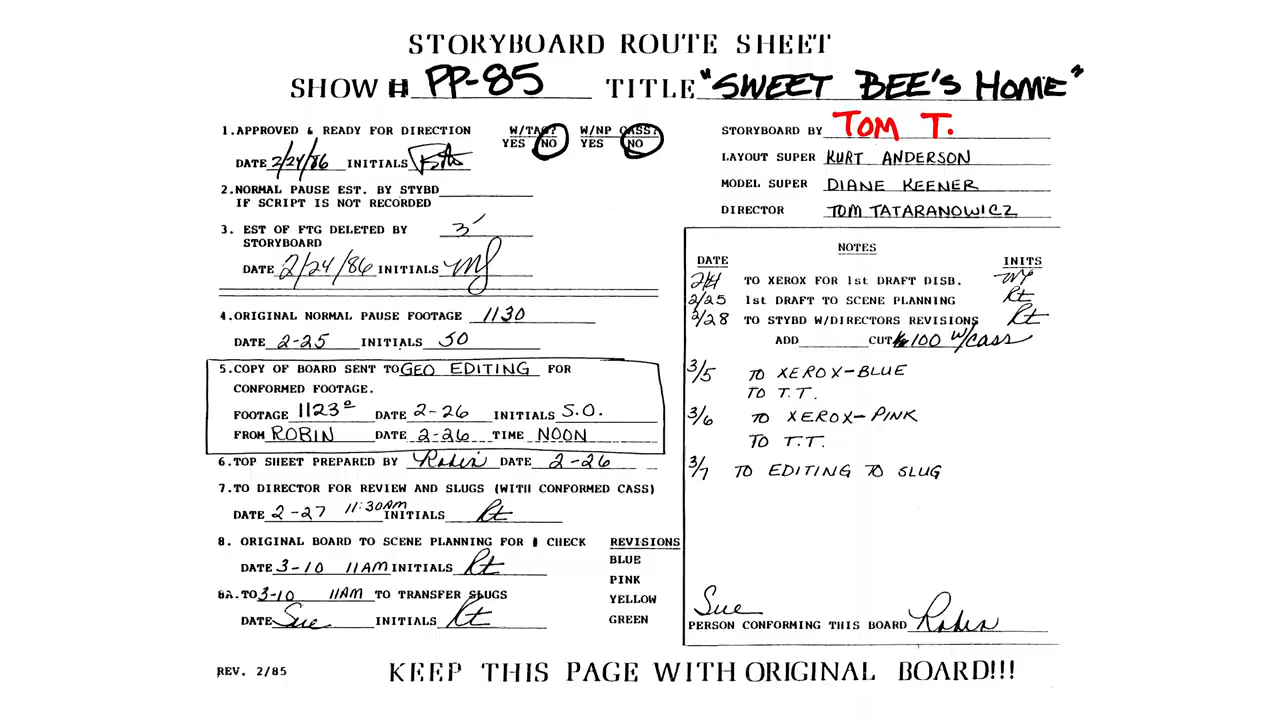 STORYBOARD ROUTE SHEET
SHOW # PP-85 TITLE "SWEET BEE'S HOME"
1.APPROVED & READY FOR DIRECTION
W/TAG? W/NP CASS?
YES NO YES NO
DATE 2/24/86 INITIALS
2.NORMAL PAUSE EST. BY STYBD
IF SCRIPT IS NOT RECORDED
3. EST OF FTG DELETED BY 3'
STORYBOARD
DATE 2/24/86 INITIALS
4.ORIGINAL NORMAL PAUSE FOOTAGE 1130
DATE 2-25 INITIALS SO
5.COPY OF BOARD SENT TO GEO EDITING FOR
CONFORMED FOOTAGE.
FOOTAGE 1123⁰ DATE 2-26 INITIALS S.O.
FROM ROBIN DATE 2-26 TIME NOON
6.TOP SHEET PREPARED BY Robin DATE 2-26
7.TO DIRECTOR FOR REVIEW AND SLUGS (WITH CONFORMED CASS)
DATE 2-27 11:30AM INITIALS Rt
8. ORIGINAL BOARD TO SCENE PLANNING FOR CHECK
DATE 3-10 11AM INITIALS Rt
8A.TO 3-10 11AM TO TRANSFER SLUGS
DATE Sue INITIALS Rt
REVISIONS
BLUE
PINK
YELLOW
GREEN
STORYBOARD BY TOM T.
LAYOUT SUPER KURT ANDERSON
MODEL SUPER DIANE KEENER
DIRECTOR TOM TATARANOWICZ
NOTES
DATE INITS
TO XEROX FOR 1st DRAFT DISB.
2/25 1st DRAFT TO SCENE PLANNING Rt
2/28 TO STYBD W/DIRECTORS REVISIONS Rt
ADD CUT 100 W/CASS
3/5 TO XEROX-BLUE
TO T.T.
3/6 TO XEROX-PINK
TO T.T.
3/7 TO EDITING TO SLUG
Sue
PERSON CONFORMING THIS BOARD Robin
REV. 2/85
KEEP THIS PAGE WITH ORIGINAL BOARD!!!